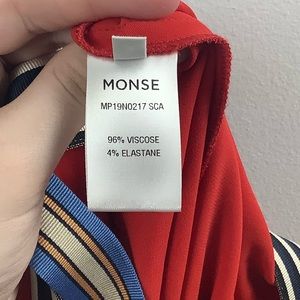 MONSE
MP19N0217 SCA
96% VISCOSE
4% ELASTANE